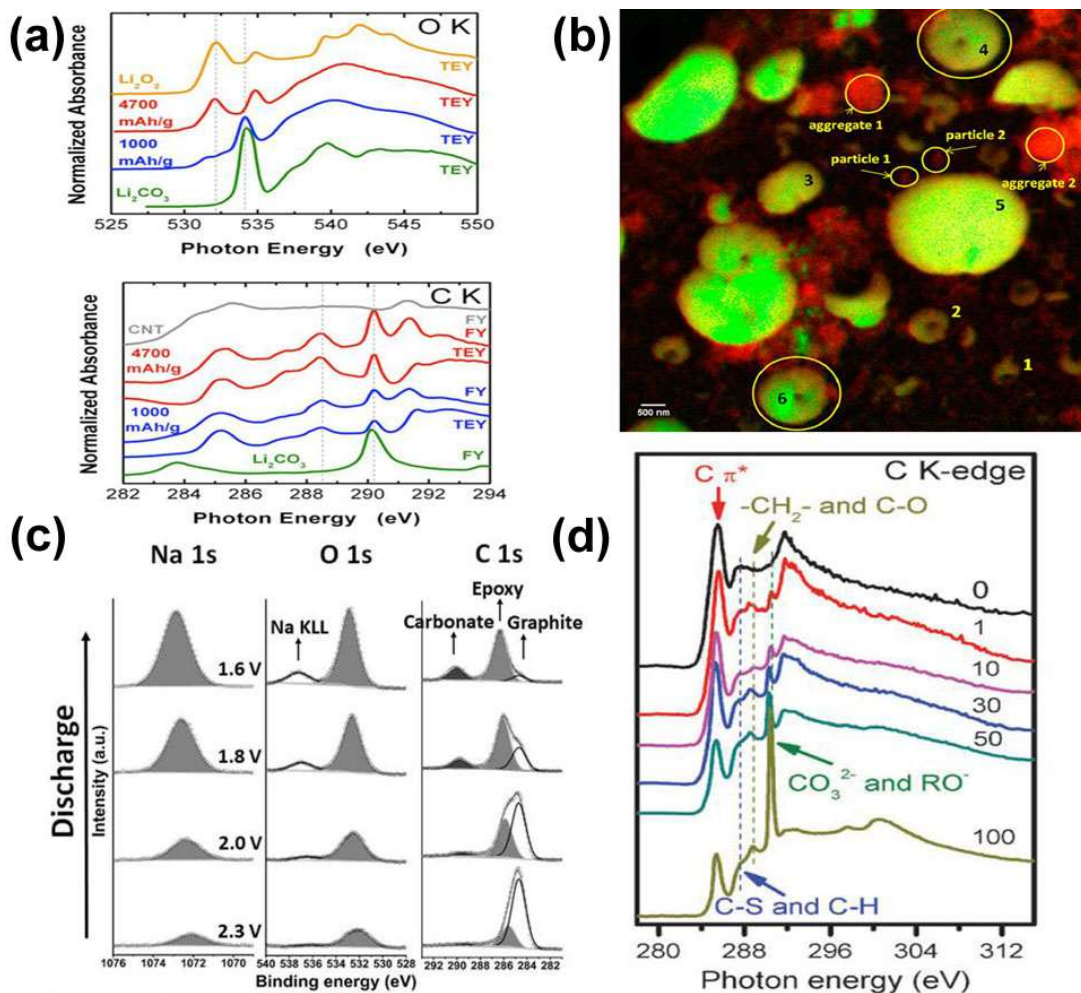 (a)
O K
Normalized Absorbance
Li₂O₂
TEY
4700 mAh/g
TEY
1000 mAh/g
TEY
Li₂CO₃
TEY
525 530 535 540 545 550
Photon Energy (eV)
C K
Normalized Absorbance
CNT
FY
FY
4700 mAh/g
TEY
1000 mAh/g
FY
TEY
Li₂CO₃
FY
282 284 286 288 290 292 294
Photon Energy (eV)
(b)
4
aggregate 1
particle 2
particle 1
aggregate 2
3
5
2
1
6
500 nm
(c)
Na 1s
O 1s
C 1s
Discharge
Intensity (a.u.)
Na KLL
Epoxy
Carbonate
Graphite
1.6 V
1.8 V
2.0 V
2.3 V
1076 1074 1072 1070
540 538 536 534 532 530 528
292 290 288 286 284 282
Binding energy (eV)
(d)
C K-edge
C π*
-CH₂- and C-O
0
1
10
30
50
CO₃²⁻ and RO⁻
100
C-S and C-H
280 288 296 304 312
Photon energy (eV)